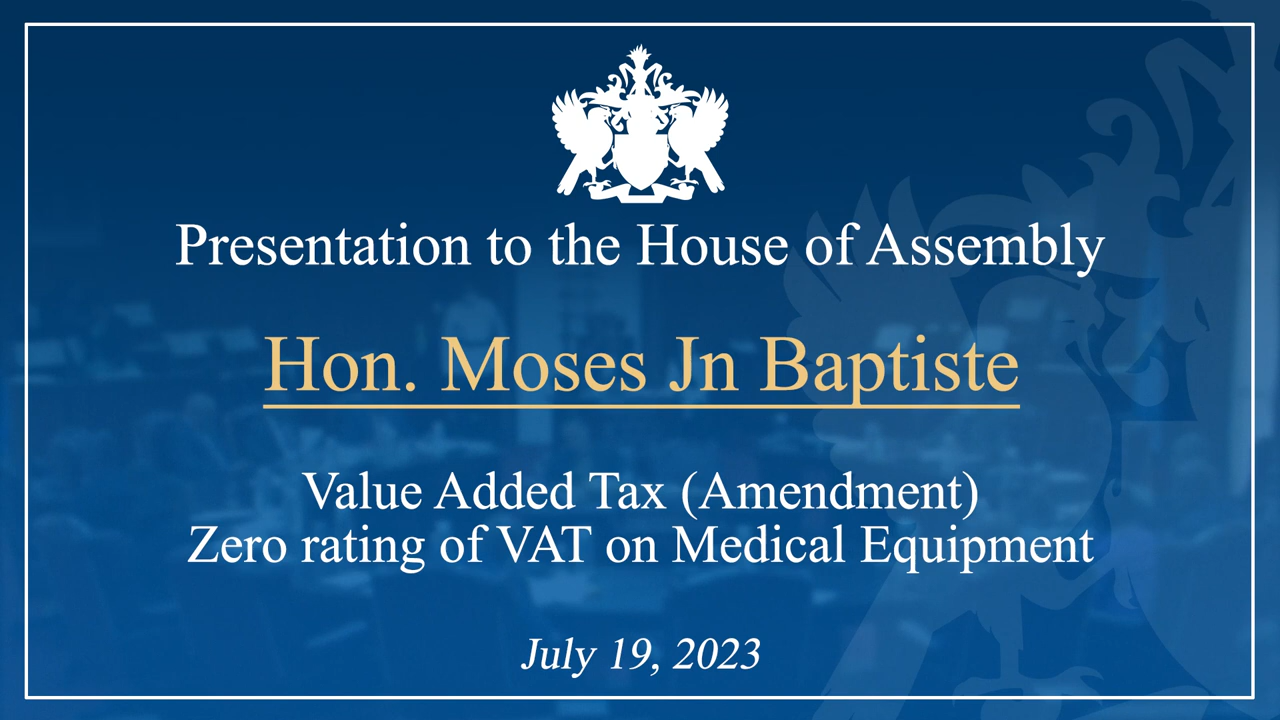 Presentation to the House of Assembly
Hon. Moses Jn Baptiste
Value Added Tax (Amendment)
Zero rating of VAT on Medical Equipment
July 19, 2023